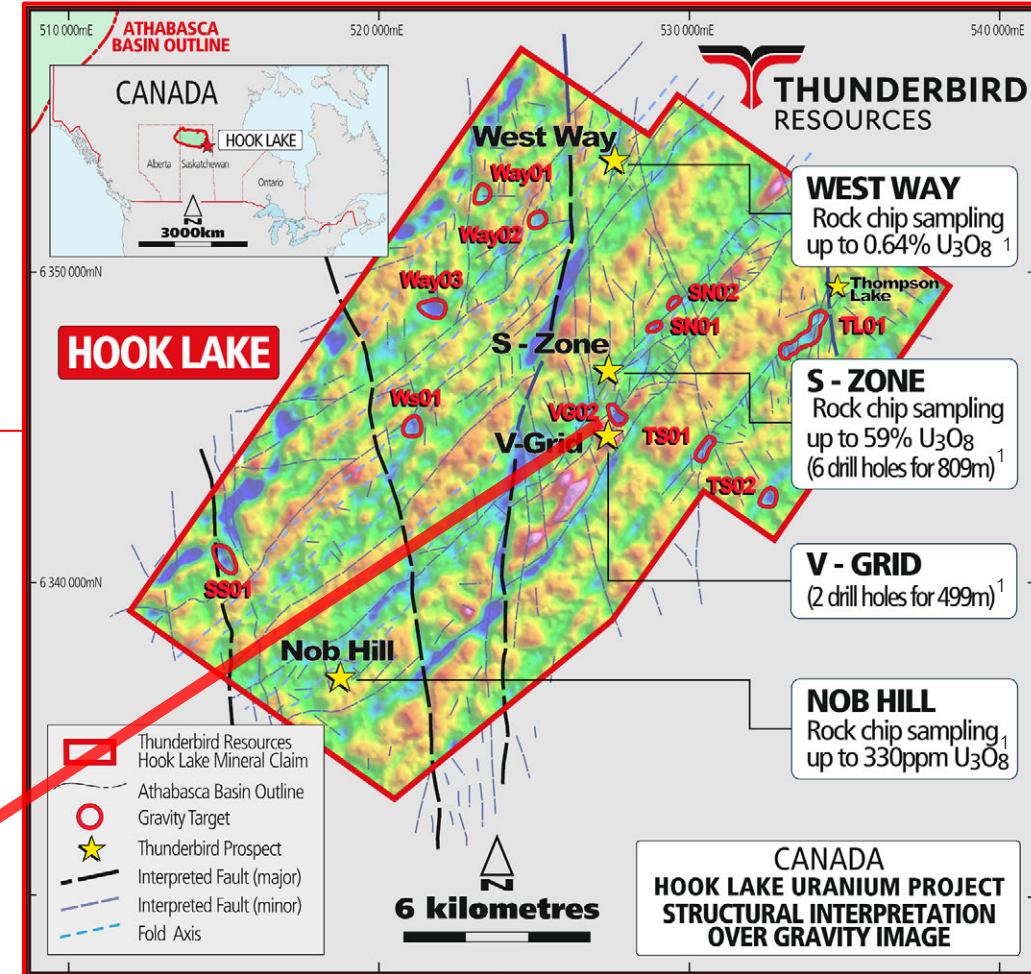 510 000mE
520 000mE
530 000mE
540 000mE
ATHABASCA
BASIN OUTLINE
CANADA
HOOK LAKE
Alberta
Saskatchewan
Ontario
N
3000km
THUNDERBIRD
RESOURCES
West Way
Way01
Way02
WEST WAY
Rock chip sampling
up to 0.64% U₃O₈ ¹
6 350 000mN
Way03
SN02
SN01
Thompson
Lake
TL01
HOOK LAKE
S - Zone
Ws01
VG02
V-Grid
TS01
TS02
S - ZONE
Rock chip sampling
up to 59% U₃O₈
(6 drill holes for 809m)¹
6 340 000mN
SS01
V - GRID
(2 drill holes for 499m)¹
Nob Hill
NOB HILL
Rock chip sampling
up to 330ppm U₃O₈ ¹
Thunderbird Resources
Hook Lake Mineral Claim
Athabasca Basin Outline
Gravity Target
Thunderbird Prospect
Interpreted Fault (major)
Interpreted Fault (minor)
Fold Axis
N
6 kilometres
CANADA
HOOK LAKE URANIUM PROJECT
STRUCTURAL INTERPRETATION
OVER GRAVITY IMAGE